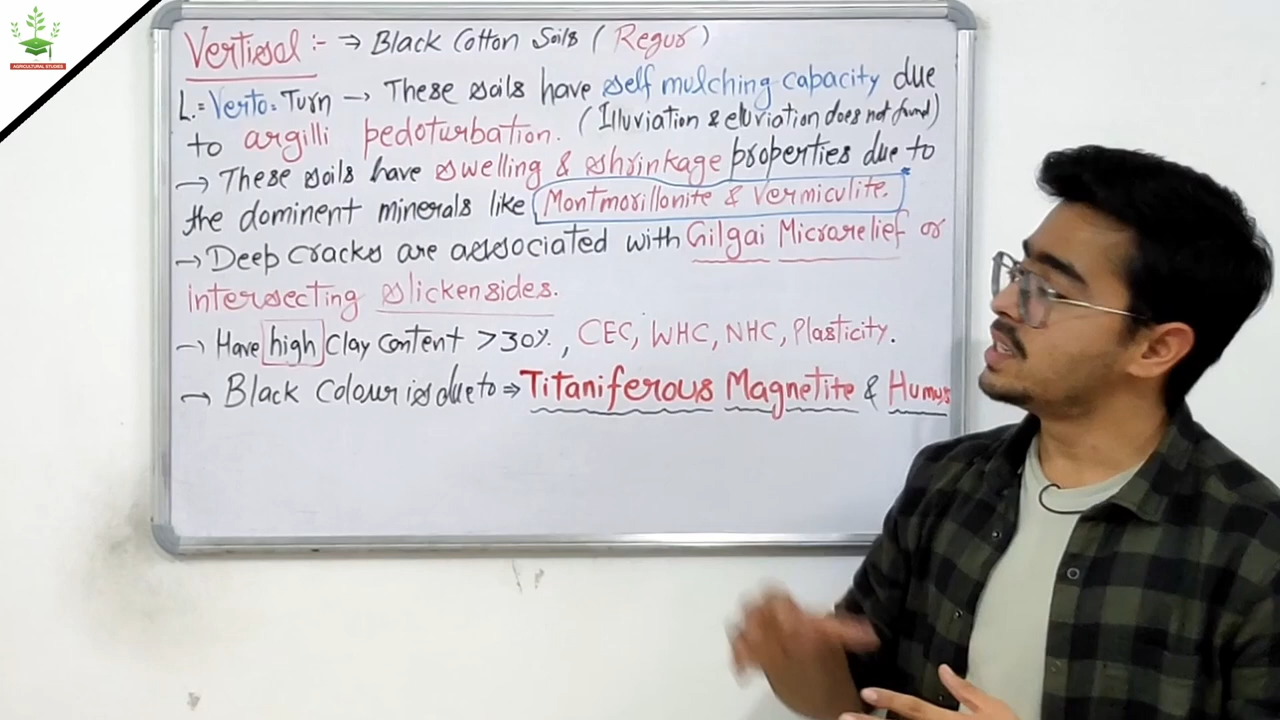 AGRICULTURAL STUDIES
Vertisal :- → Black Cotton Soils ( Regur )
L. = Verto = Turn → These soils have self mulching capacity due
to argilli pedoturbation. (Illuviation & eluviation does not found)
→ These soils have swelling & shrinkage properties due to
the dominent minerals like Montmorillonite & Vermiculite.
→ Deep cracks are associated with Gilgai Microrelief or
intersecting slickensides.
→ Have high Clay content > 30%, CEC, WHC, NHC, Plasticity.
→ Black Colour is due to ⇒ Titaniferous Magnetite & Humus